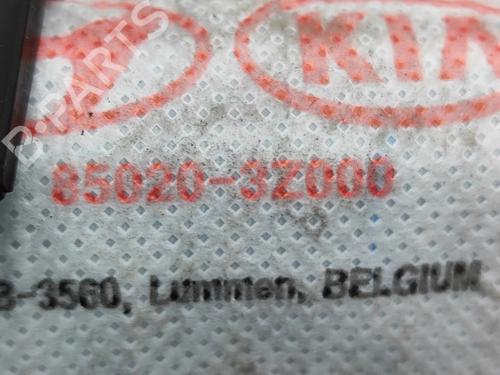 KIA
85020-3Z000
B-3560, Lummen, BELGIUM
B-PARTS